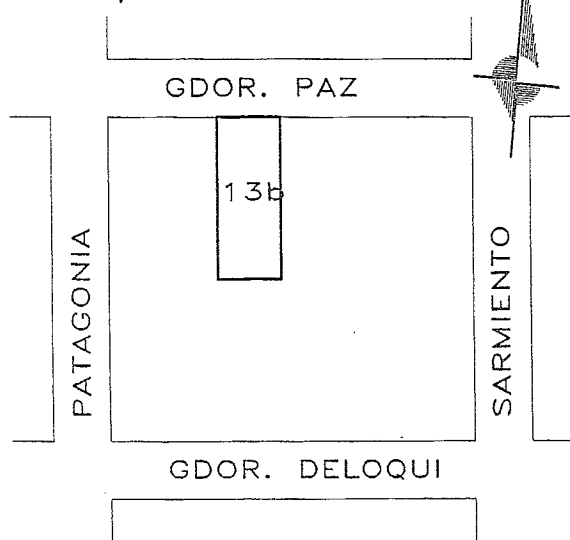 GDOR. PAZ
13b
PATAGONIA
SARMIENTO
GDOR. DELOQUI